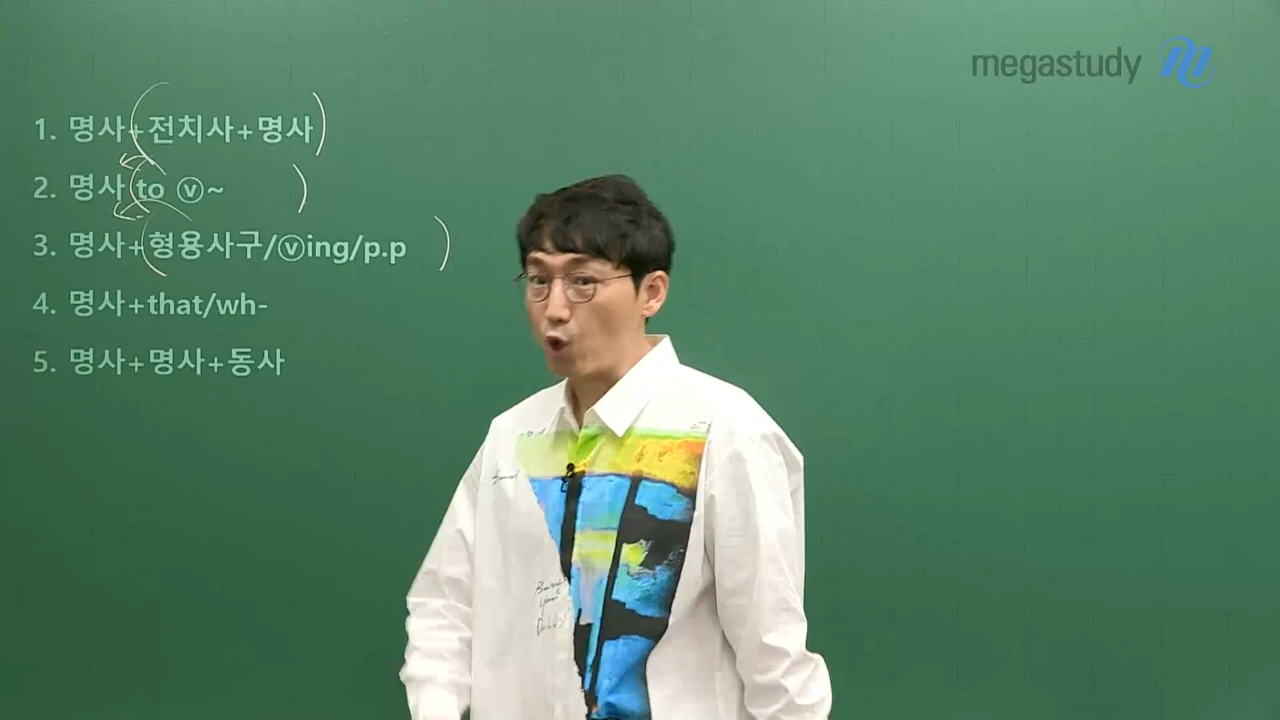 megastudy
1. 명사+전치사+명사
2. 명사 to ⓥ~
3. 명사+형용사구/ⓥing/p.p
4. 명사+that/wh-
5. 명사+명사+동사